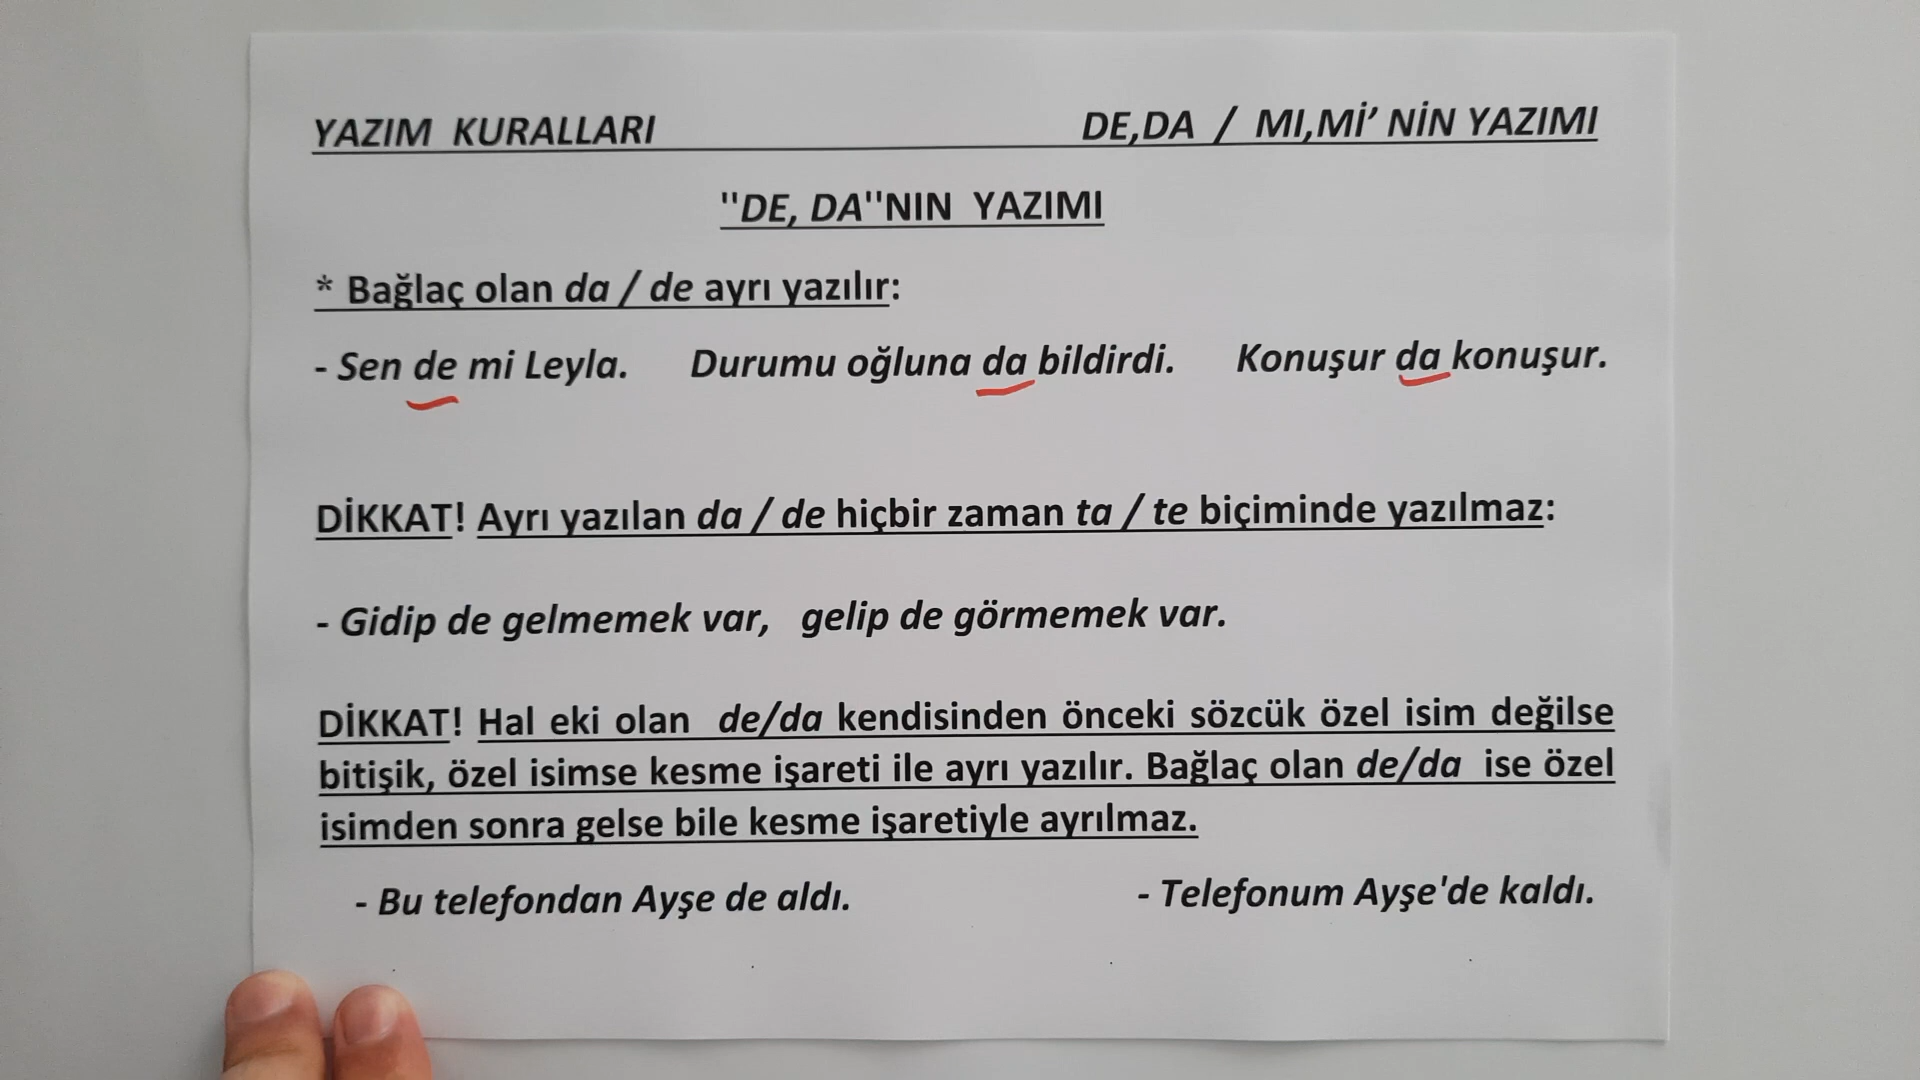 YAZIM KURALLARI DE,DA / MI,Mİ' NİN YAZIMI
"DE, DA"NIN YAZIMI
* Bağlaç olan da / de ayrı yazılır:
- Sen de mi Leyla. Durumu oğluna da bildirdi. Konuşur da konuşur.
DİKKAT! Ayrı yazılan da / de hiçbir zaman ta / te biçiminde yazılmaz:
- Gidip de gelmemek var, gelip de görmemek var.
DİKKAT! Hal eki olan de/da kendisinden önceki sözcük özel isim değilse
bitişik, özel isimse kesme işareti ile ayrı yazılır. Bağlaç olan de/da ise özel
isimden sonra gelse bile kesme işaretiyle ayrılmaz.
- Bu telefondan Ayşe de aldı. - Telefonum Ayşe'de kaldı.